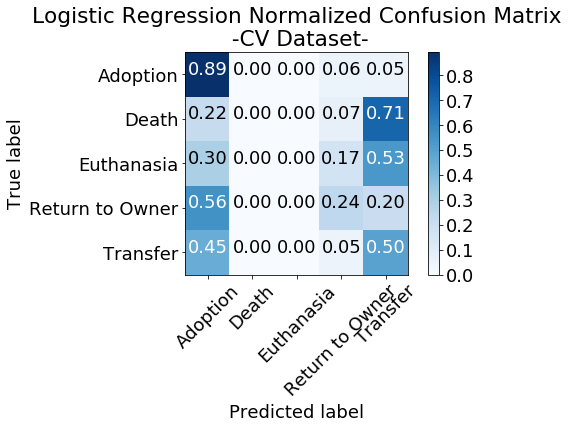 Logistic Regression Normalized Confusion Matrix
-CV Dataset-
True label
Adoption 0.89 0.00 0.00 0.06 0.05
Death 0.22 0.00 0.00 0.07 0.71
Euthanasia 0.30 0.00 0.00 0.17 0.53
Return to Owner 0.56 0.00 0.00 0.24 0.20
Transfer 0.45 0.00 0.00 0.05 0.50
Adoption
Death
Euthanasia
Return to Owner
Transfer
Predicted label
0.8
0.7
0.6
0.5
0.4
0.3
0.2
0.1
0.0